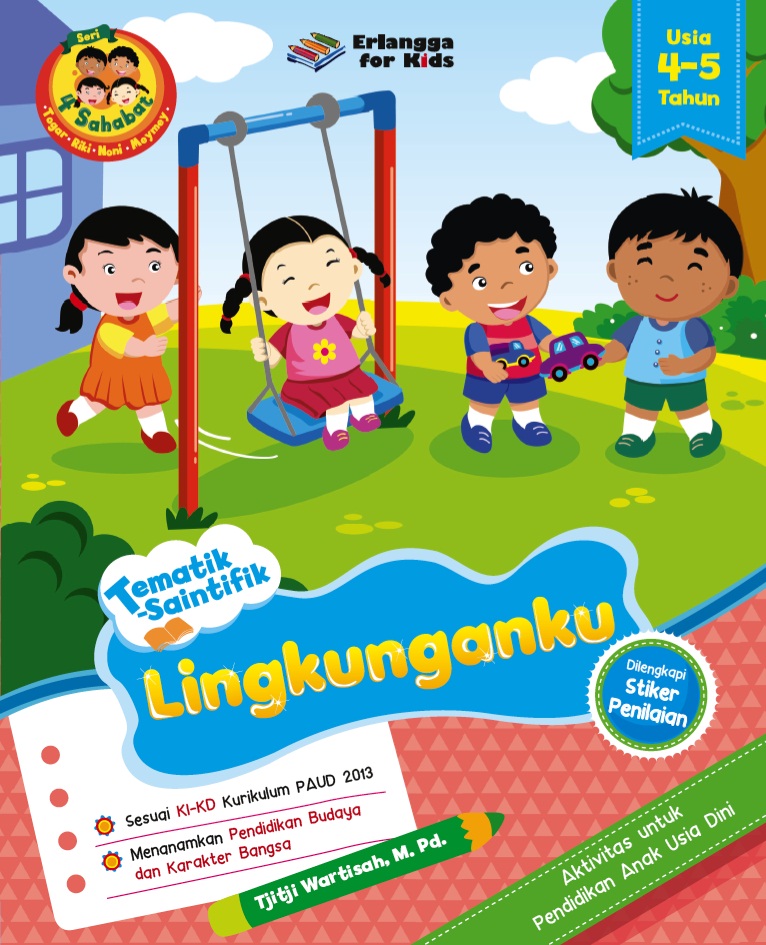 Seri
4 Sahabat
• Togar • Riki • Noni • Meymey •
Erlangga
for Kids
Usia
4-5
Tahun
Tematik
-Saintifik
Lingkunganku
Dilengkapi
Stiker
Penilaian
Sesuai KI-KD Kurikulum PAUD 2013
Menanamkan Pendidikan Budaya
dan Karakter Bangsa
Tjitji Wartisah, M. Pd.
Aktivitas untuk
Pendidikan Anak Usia Dini